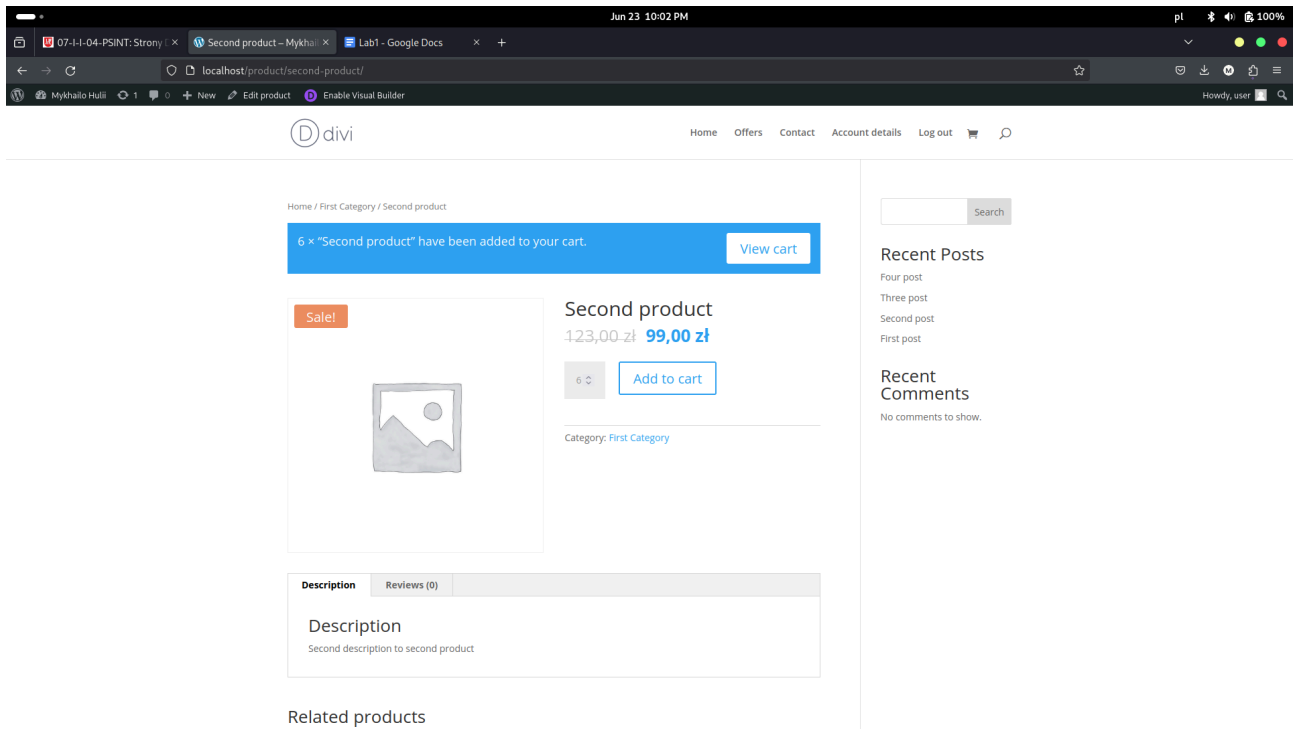 Jun 23 10:02 PM
pl
100%
07-I-I-04-PSINT: Strony
Second product – Mykhail
Lab1 - Google Docs
localhost/product/second-product/
Mykhailo Hulii 1 0 New Edit product Enable Visual Builder
Howdy, user
divi
Home Offers Contact Account details Log out
Home / First Category / Second product
6 × “Second product” have been added to your cart.
View cart
Sale!
Second product
123,00 zł 99,00 zł
6
Add to cart
Category: First Category
Description Reviews (0)
Description
Second description to second product
Related products
Search
Recent Posts
Four post
Three post
Second post
First post
Recent
Comments
No comments to show.